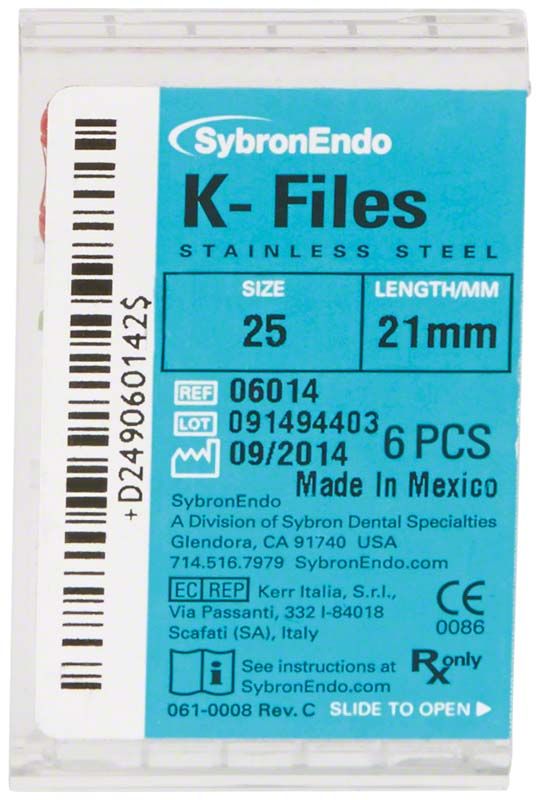 SybronEndo
K- Files
STAINLESS STEEL
SIZE
25
LENGTH/MM
21mm
REF 06014
LOT 091494403
09/2014
6 PCS
Made In Mexico
SybronEndo
A Division of Sybron Dental Specialties
Glendora, CA 91740 USA
714.516.7979 SybronEndo.com
EC REP Kerr Italia, S.r.l.,
Via Passanti, 332 I-84018
Scafati (SA), Italy
CE
0086
i See instructions at
SybronEndo.com
Rx only
061-0008 Rev. C SLIDE TO OPEN
+D249060142$